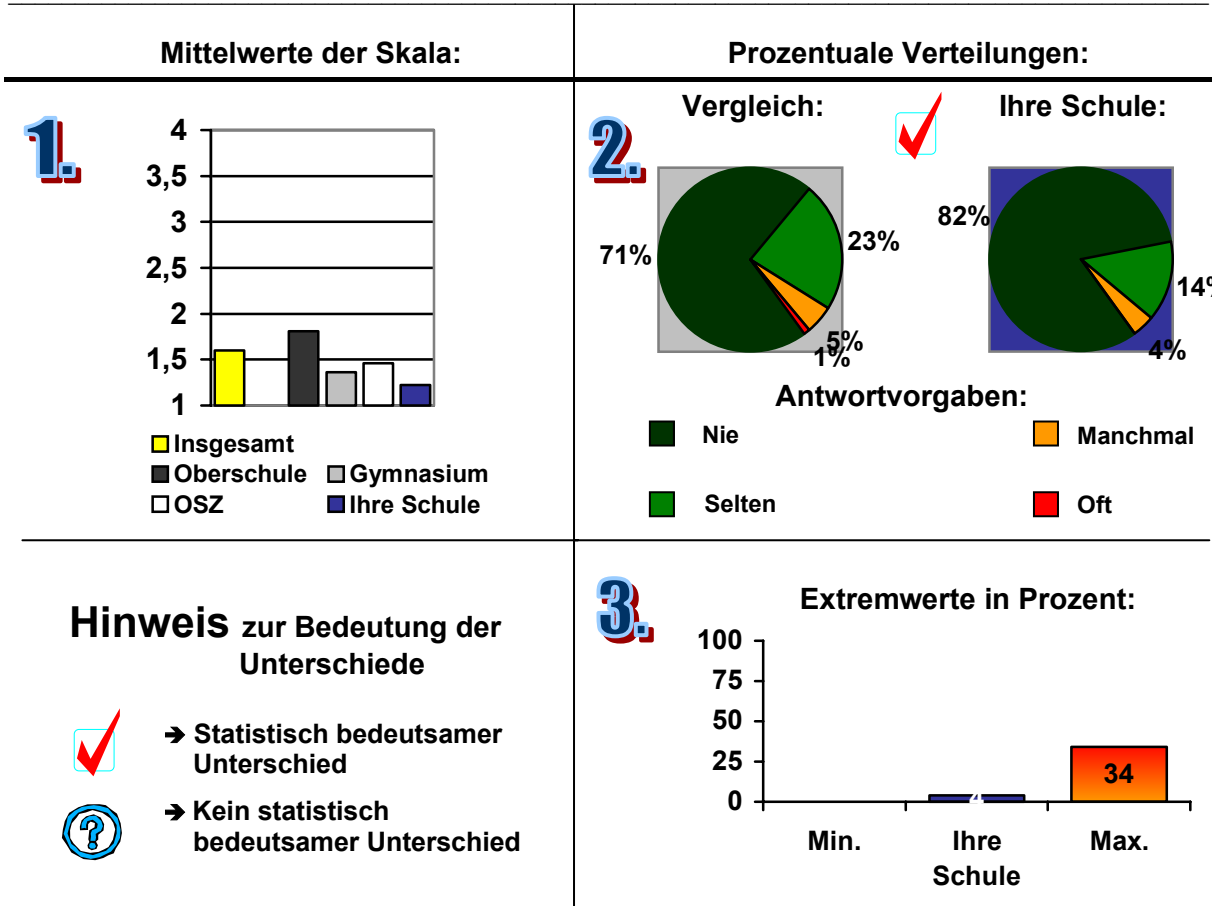 Mittelwerte der Skala:
Prozentuale Verteilungen:
1.
4
3,5
3
2,5
2
1,5
1
Insgesamt
Oberschule
Gymnasium
OSZ
Ihre Schule
2.
Vergleich:
Ihre Schule:
71%
23%
5%
1%
82%
14%
4%
Antwortvorgaben:
Nie
Manchmal
Selten
Oft
Hinweis zur Bedeutung der
Unterschiede
➔ Statistisch bedeutsamer
Unterschied
?
➔ Kein statistisch
bedeutsamer Unterschied
3.
Extremwerte in Prozent:
100
75
50
25
0
4
34
Min.
Ihre
Schule
Max.